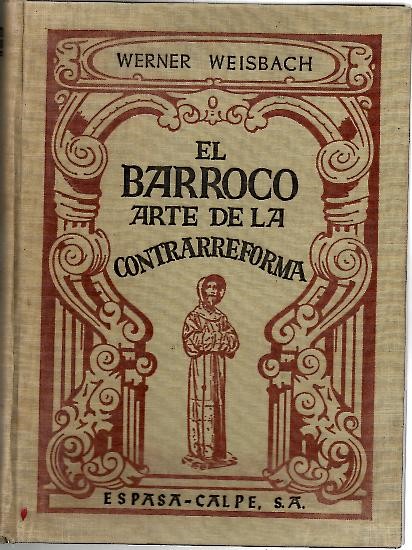 WERNER WEISBACH
EL
BARROCO
ARTE DE LA
CONTRARREFORMA
ESPASA-CALPE, S.A.